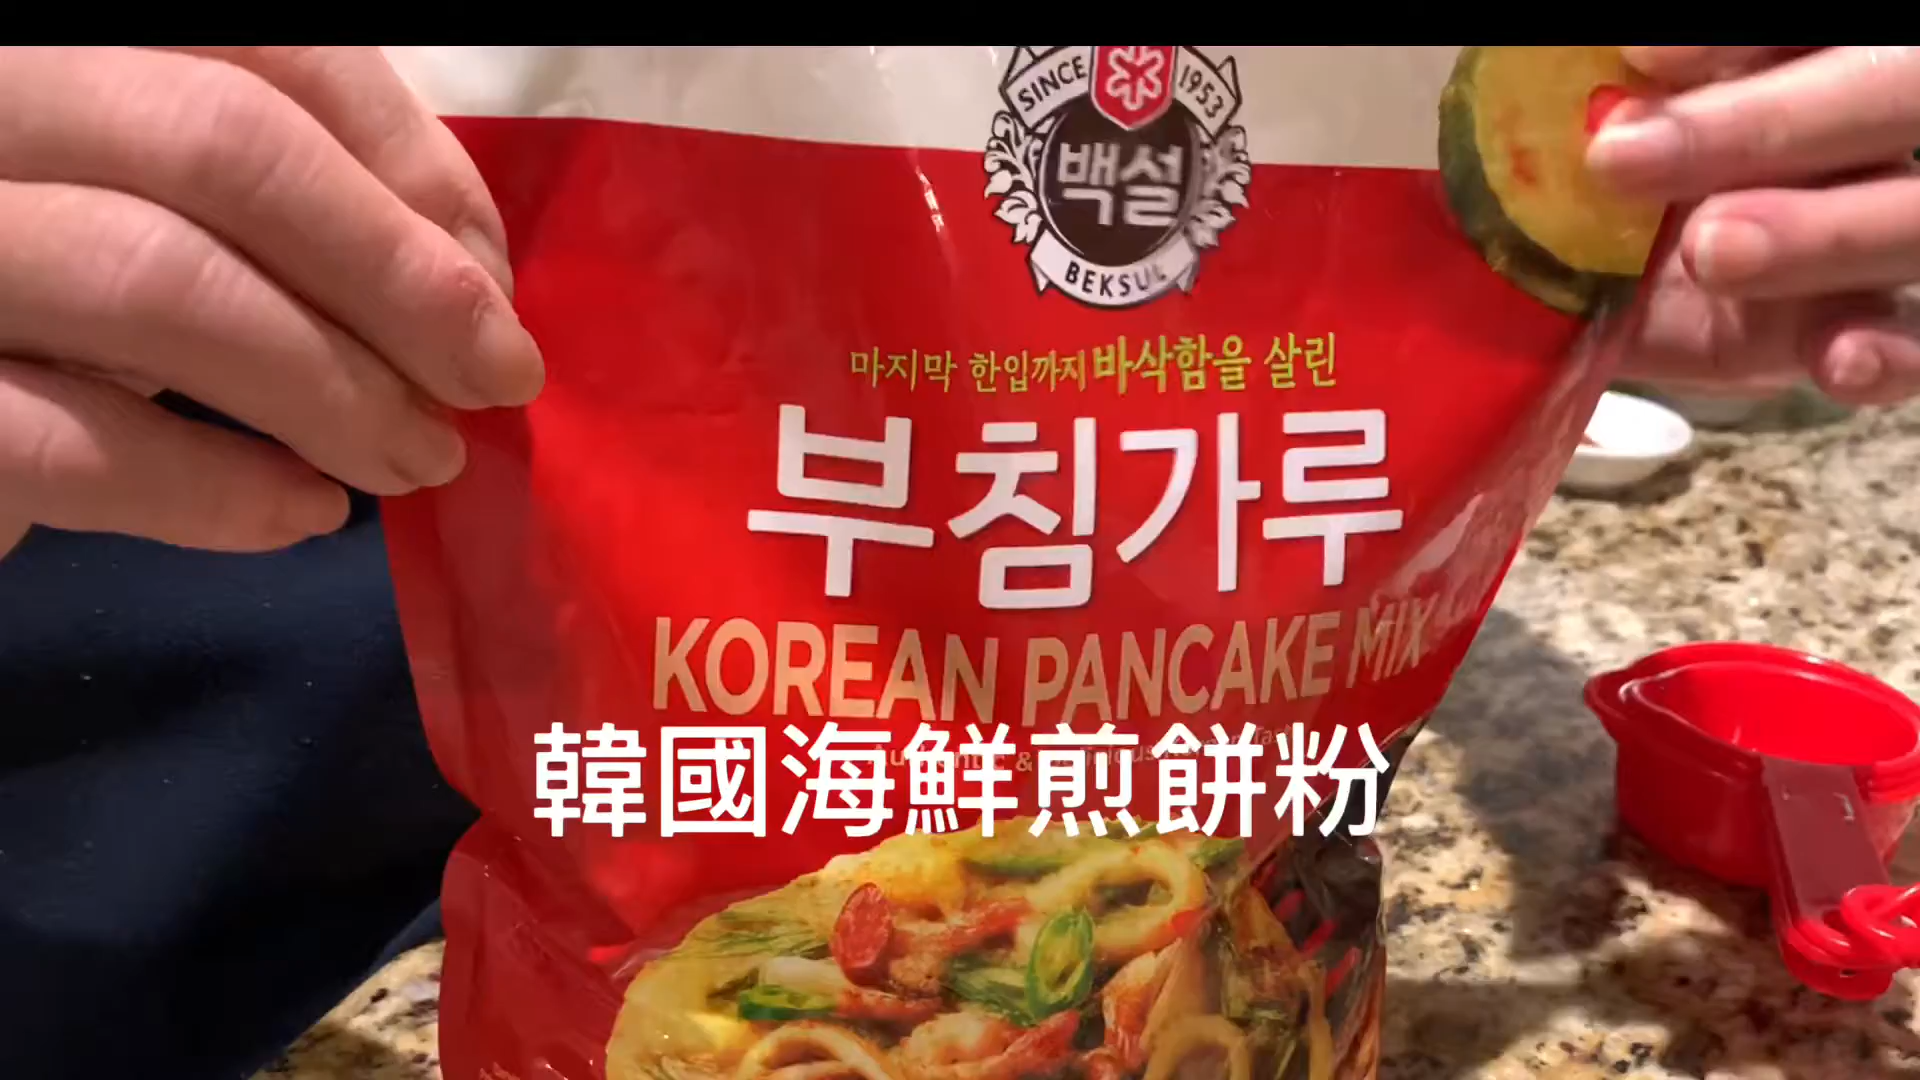 SINCE 1953
백설
BEKSUL
마지막 한입까지 바삭함을 살린
부침가루
KOREAN PANCAKE MIX
韓國海鮮煎餅粉